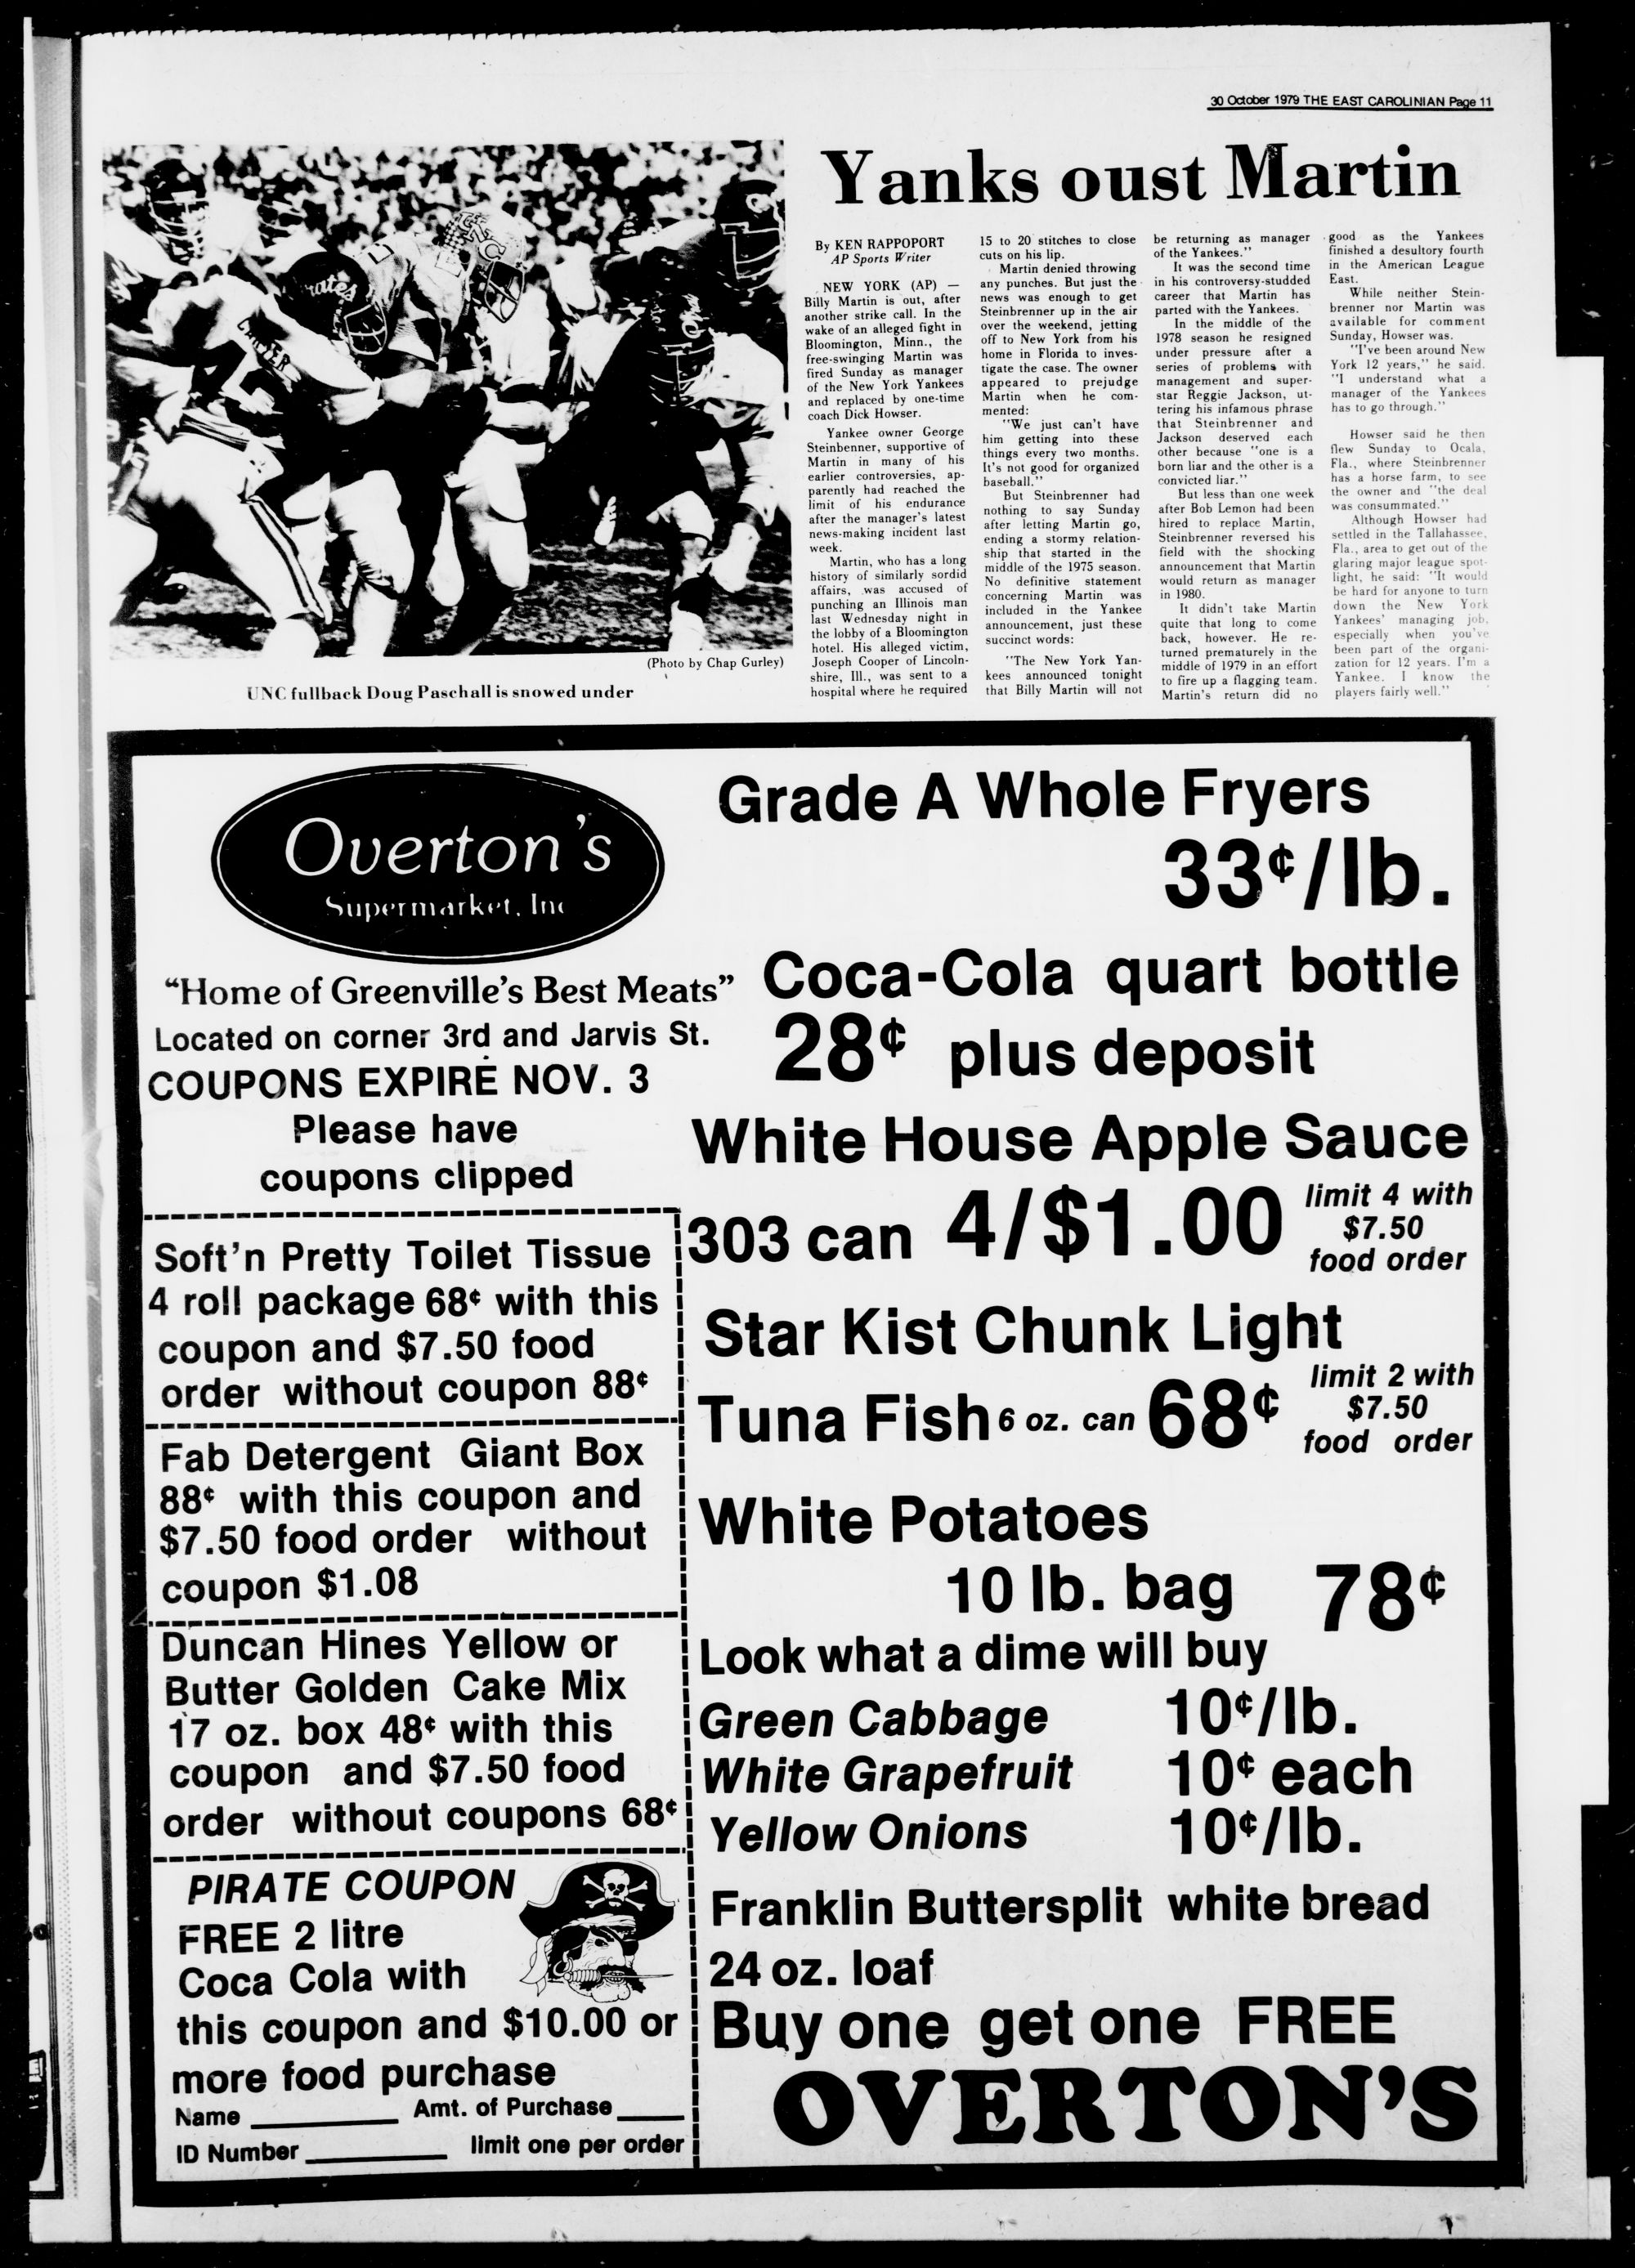 30 October 1979 THE EAST CAROLINIAN Page 11
rates
CARTER
(Photo by Chap Gurley)
UNC fullback Doug Paschall is snowed under
Yanks oust Martin
By KEN RAPPOPORT
AP Sports Writer
NEW YORK (AP) —
Billy Martin is out, after
another strike call. In the
wake of an alleged fight in
Bloomington, Minn., the
free-swinging Martin was
fired Sunday as manager
of the New York Yankees
and replaced by one-time
coach Dick Howser.
Yankee owner George
Steinbenner, supportive of
Martin in many of his
earlier controversies, ap-
parently had reached the
limit of his endurance
after the manager's latest
news-making incident last
week.
Martin, who has a long
history of similarly sordid
affairs, was accused of
punching an Illinois man
last Wednesday night in
the lobby of a Bloomington
hotel. His alleged victim,
Joseph Cooper of Lincoln-
shire, Ill., was sent to a
hospital where he required
15 to 20 stitches to close
cuts on his lip.
Martin denied throwing
any punches. But just the
news was enough to get
Steinbrenner up in the air
over the weekend, jetting
off to New York from his
home in Florida to inves-
tigate the case. The owner
appeared to prejudge
Martin when he com-
mented:
"We just can't have
him getting into these
things every two months.
It's not good for organized
baseball."
But Steinbrenner had
nothing to say Sunday
after letting Martin go,
ending a stormy relation-
ship that started in the
middle of the 1975 season.
No definitive statement
concerning Martin was
included in the Yankee
announcement, just these
succinct words:
"The New York Yan-
kees announced tonight
that Billy Martin will not
be returning as manager
of the Yankees."
It was the second time
in his controversy-studded
career that Martin has
parted with the Yankees.
In the middle of the
1978 season he resigned
under pressure after a
series of problems with
management and super-
star Reggie Jackson, ut-
tering his infamous phrase
that Steinbrenner and
Jackson deserved each
other because "one is a
born liar and the other is a
convicted liar."
But less than one week
after Bob Lemon had been
hired to replace Martin,
Steinbrenner reversed his
field with the shocking
announcement that Martin
would return as manager
in 1980.
It didn't take Martin
quite that long to come
back, however. He re-
turned prematurely in the
middle of 1979 in an effort
to fire up a flagging team.
Martin's return did no
good as the Yankees
finished a desultory fourth
in the American League
East.
While neither Stein-
brenner nor Martin was
available for comment
Sunday, Howser was.
"I've been around New
York 12 years," he said.
"I understand what a
manager of the Yankees
has to go through."
Howser said he then
flew Sunday to Ocala,
Fla., where Steinbrenner
has a horse farm, to see
the owner and "the deal
was consummated."
Although Howser had
settled in the Tallahassee,
Fla., area to get out of the
glaring major league spot-
light, he said: "It would
be hard for anyone to turn
down the New York
Yankees' managing job,
especially when you've
been part of the organi-
zation for 12 years. I'm a
Yankee. I know the
players fairly well."
Overton's
Supermarket, Inc
"Home of Greenville's Best Meats"
Located on corner 3rd and Jarvis St.
COUPONS EXPIRE NOV. 3
Please have
coupons clipped
Soft'n Pretty Toilet Tissue
4 roll package 68¢ with this
coupon and $7.50 food
order without coupon 88¢
Fab Detergent Giant Box
88¢ with this coupon and
$7.50 food order without
coupon $1.08
Duncan Hines Yellow or
Butter Golden Cake Mix
17 oz. box 48¢ with this
coupon and $7.50 food
order without coupons 68¢
PIRATE COUPON
FREE 2 litre
Coca Cola with
this coupon and $10.00 or
more food purchase
Name ________ Amt. of Purchase ____
ID Number ________ limit one per order
Grade A Whole Fryers
33¢/lb.
Coca-Cola quart bottle
28¢ plus deposit
White House Apple Sauce
303 can 4/$1.00 limit 4 with
$7.50
food order
Star Kist Chunk Light
Tuna Fish 6 oz. can 68¢ limit 2 with
$7.50
food order
White Potatoes
10 lb. bag 78¢
Look what a dime will buy
Green Cabbage 10¢/lb.
White Grapefruit 10¢ each
Yellow Onions 10¢/lb.
Franklin Buttersplit white bread
24 oz. loaf
Buy one get one FREE
OVERTON'S